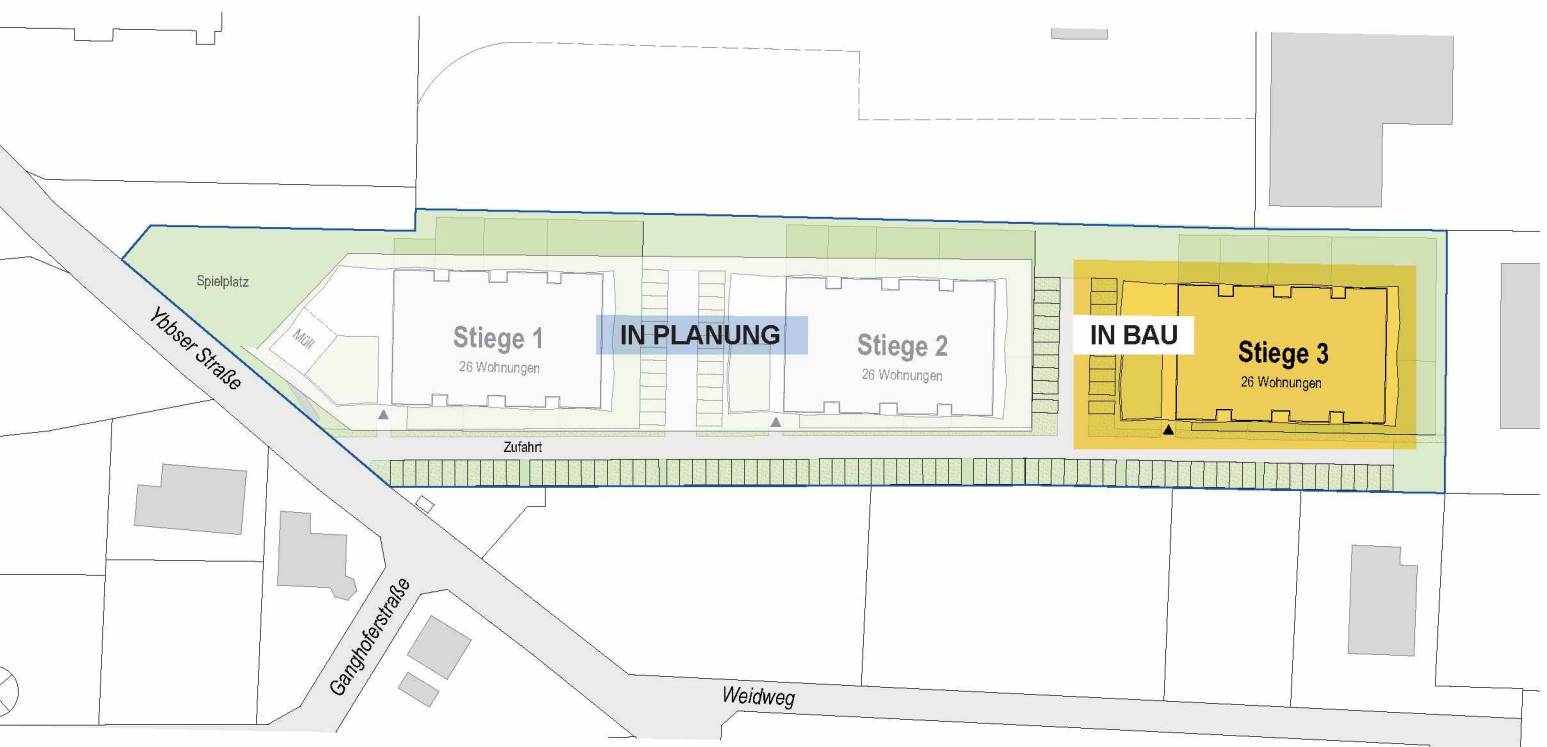 Spielplatz
Müll
Ybbser Straße
Stiege 1
26 Wohnungen
IN PLANUNG
Stiege 2
26 Wohnungen
IN BAU
Stiege 3
26 Wohnungen
Zufahrt
Ganghoferstraße
Weidweg